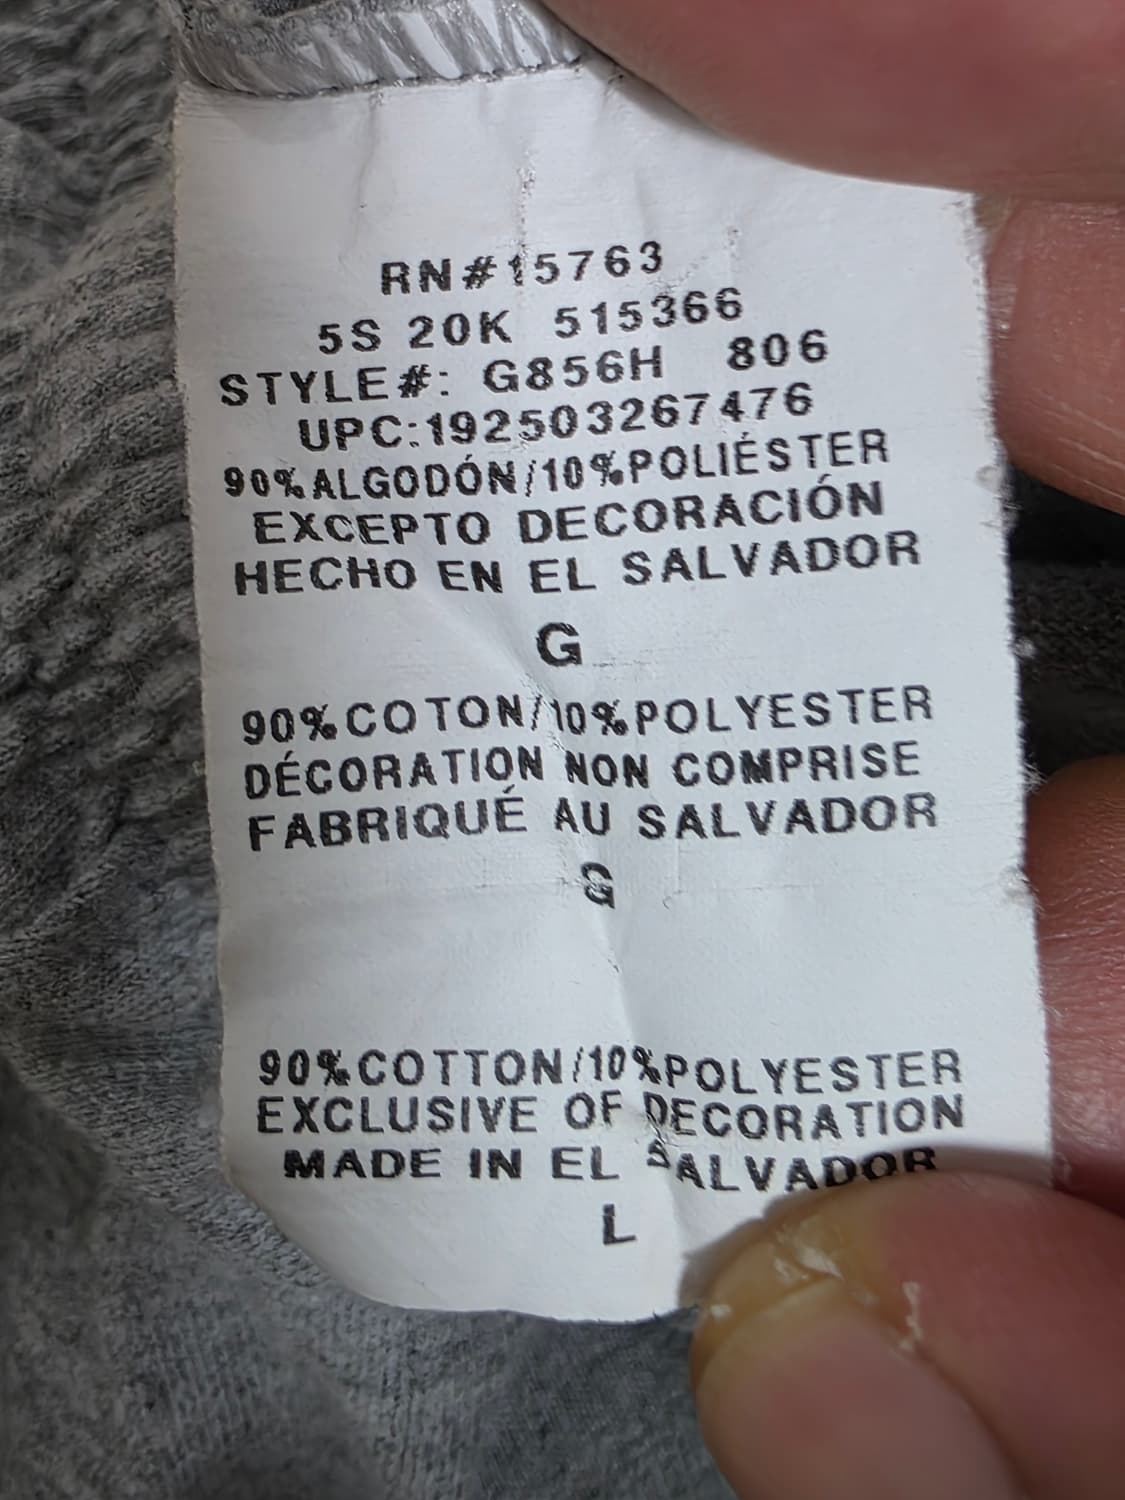 RN#15763
5S 20K 515366
STYLE#: G856H 806
UPC:192503267476
90%ALGODÓN/10%POLIÉSTER
EXCEPTO DECORACIÓN
HECHO EN EL SALVADOR
G
90%COTON/10%POLYESTER
DÉCORATION NON COMPRISE
FABRIQUÉ AU SALVADOR
G
90%COTTON/10%POLYESTER
EXCLUSIVE OF DECORATION
MADE IN EL SALVADOR
L